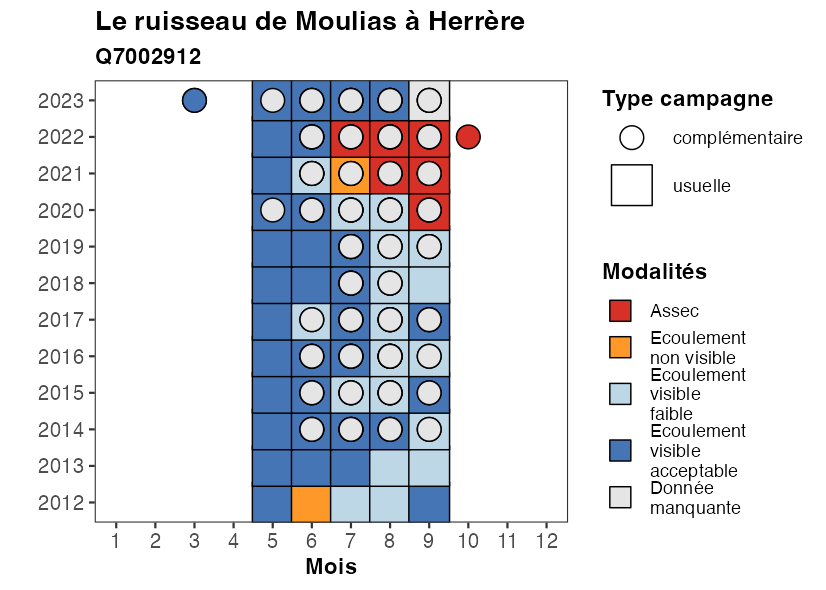 Le ruisseau de Moulias à Herrère
Q7002912
2023
2022
2021
2020
2019
2018
2017
2016
2015
2014
2013
2012
1 2 3 4 5 6 7 8 9 10 11 12
Mois
Type campagne
complémentaire
usuelle
Modalités
Assec
Ecoulement
non visible
Ecoulement
visible
faible
Ecoulement
visible
acceptable
Donnée
manquante